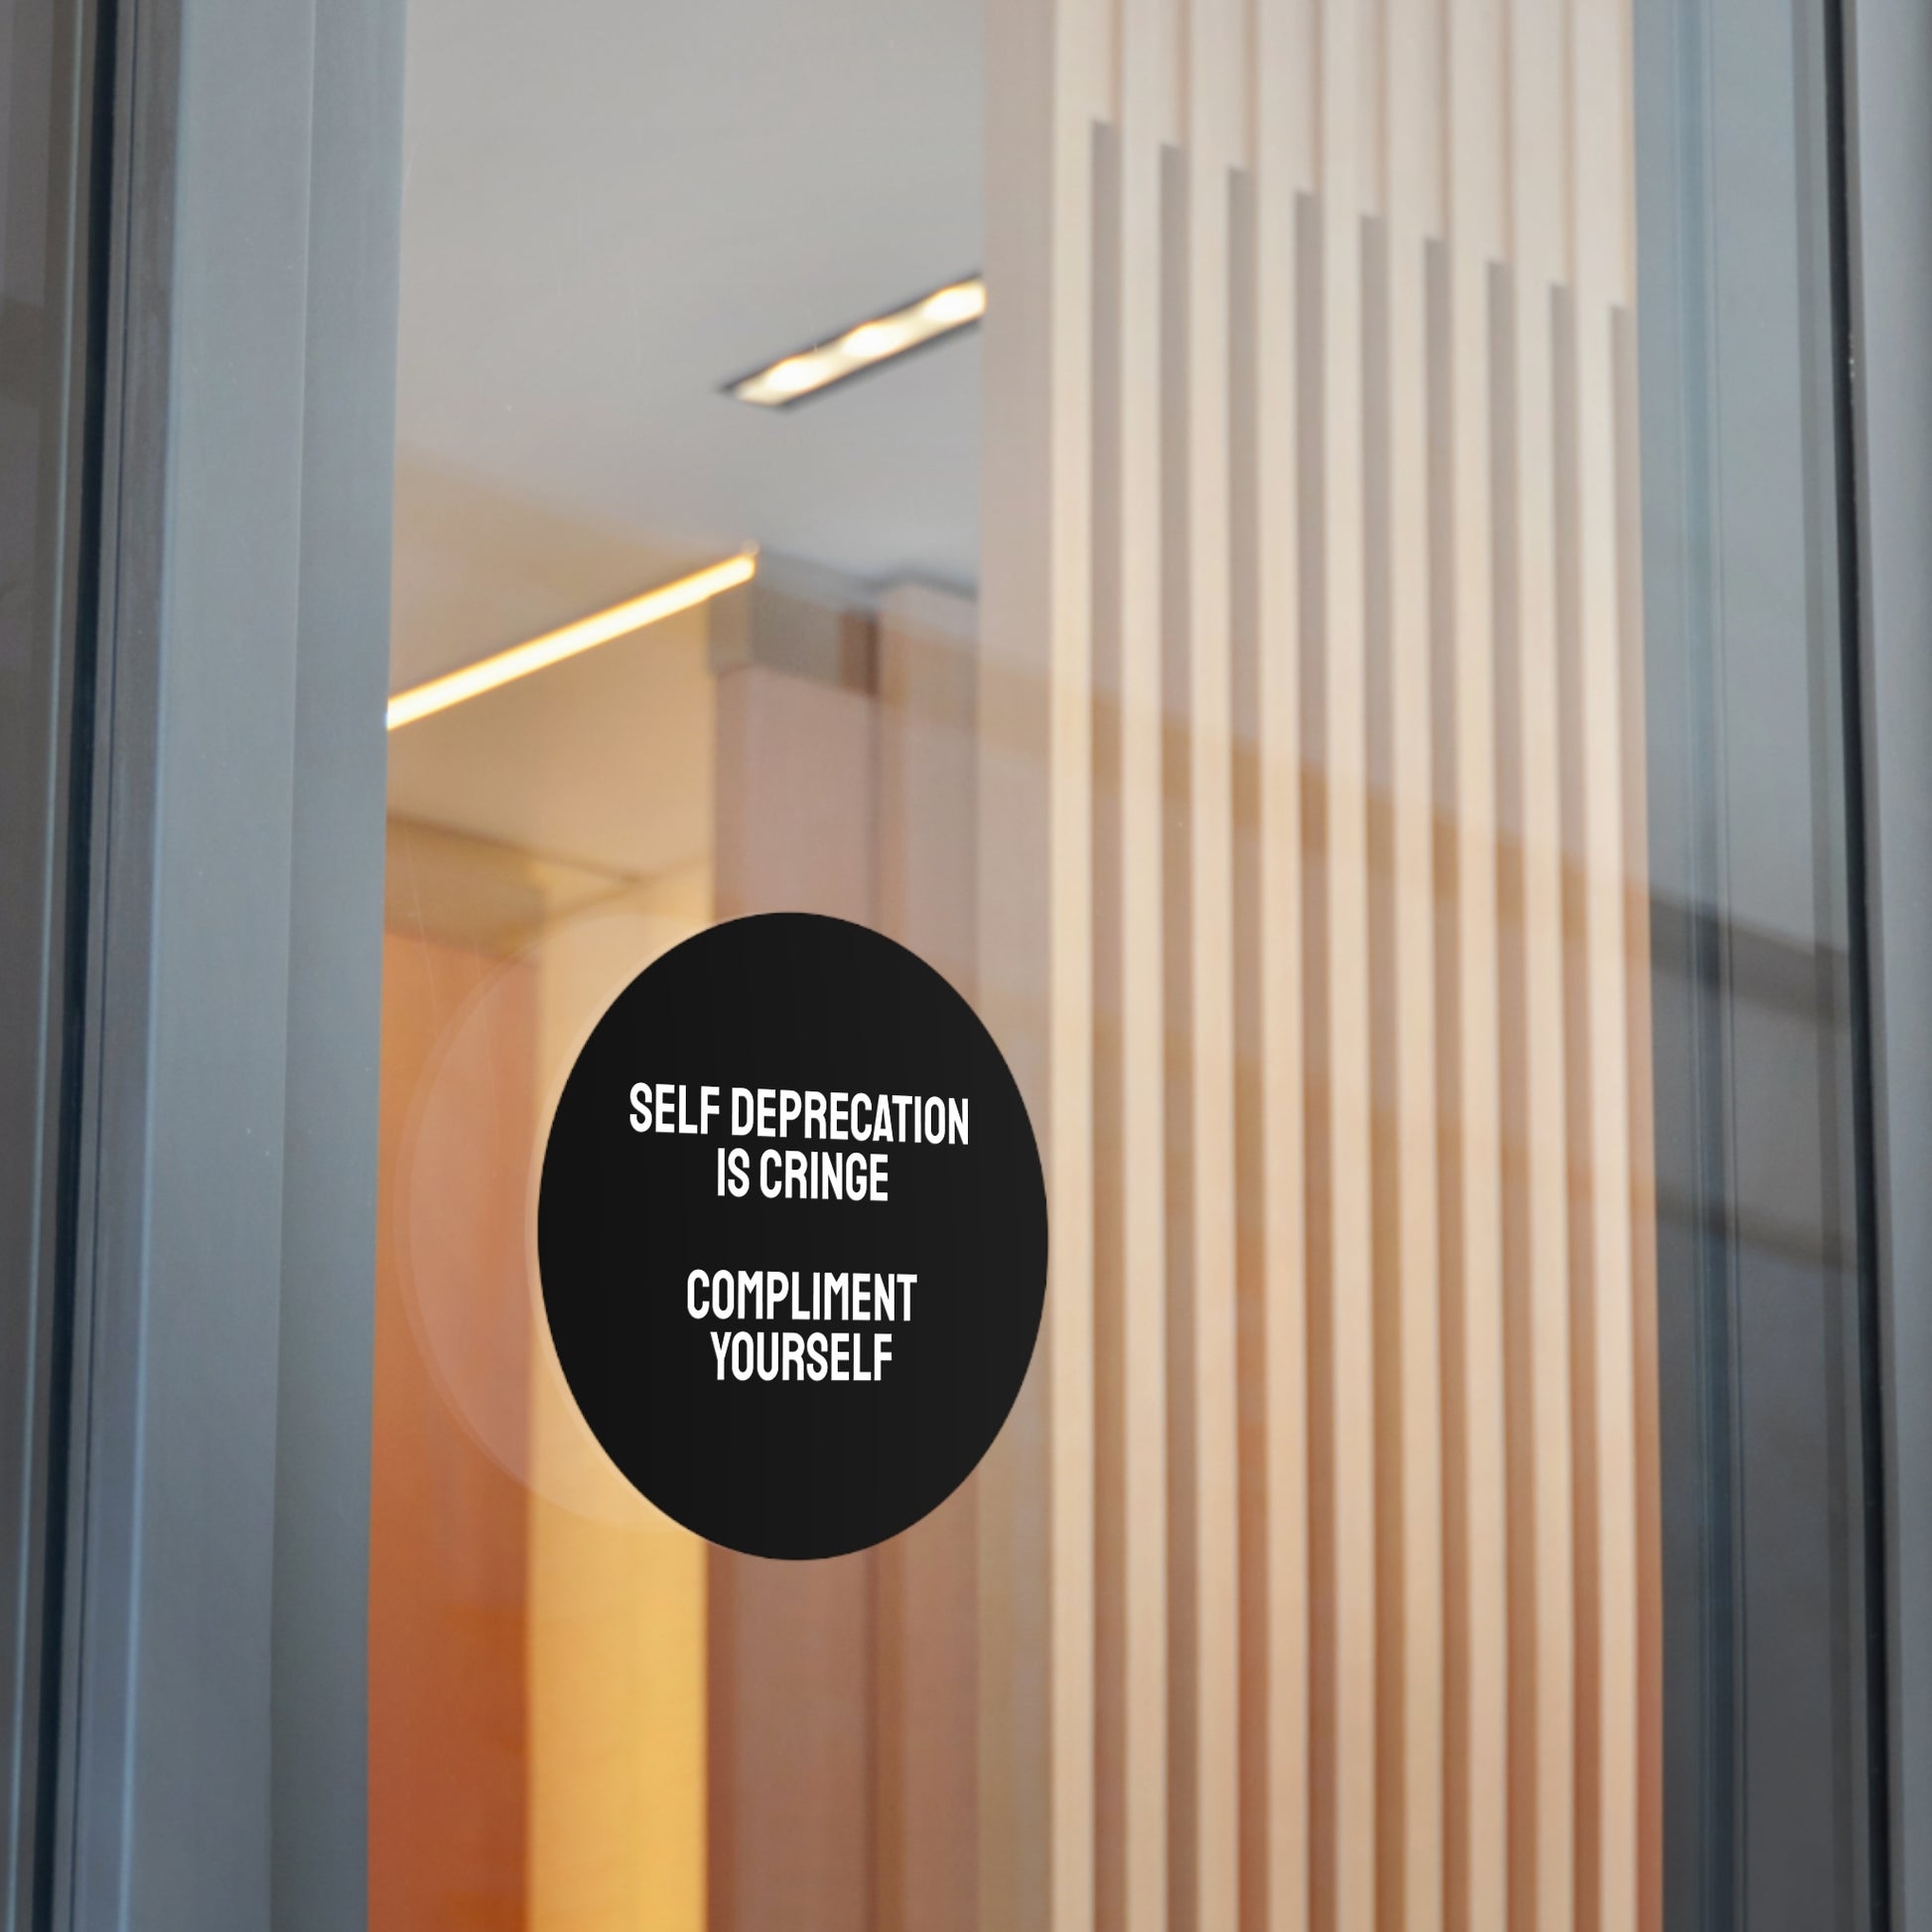 SELF DEPRECATION
IS CRINGE
COMPLIMENT
YOURSELF